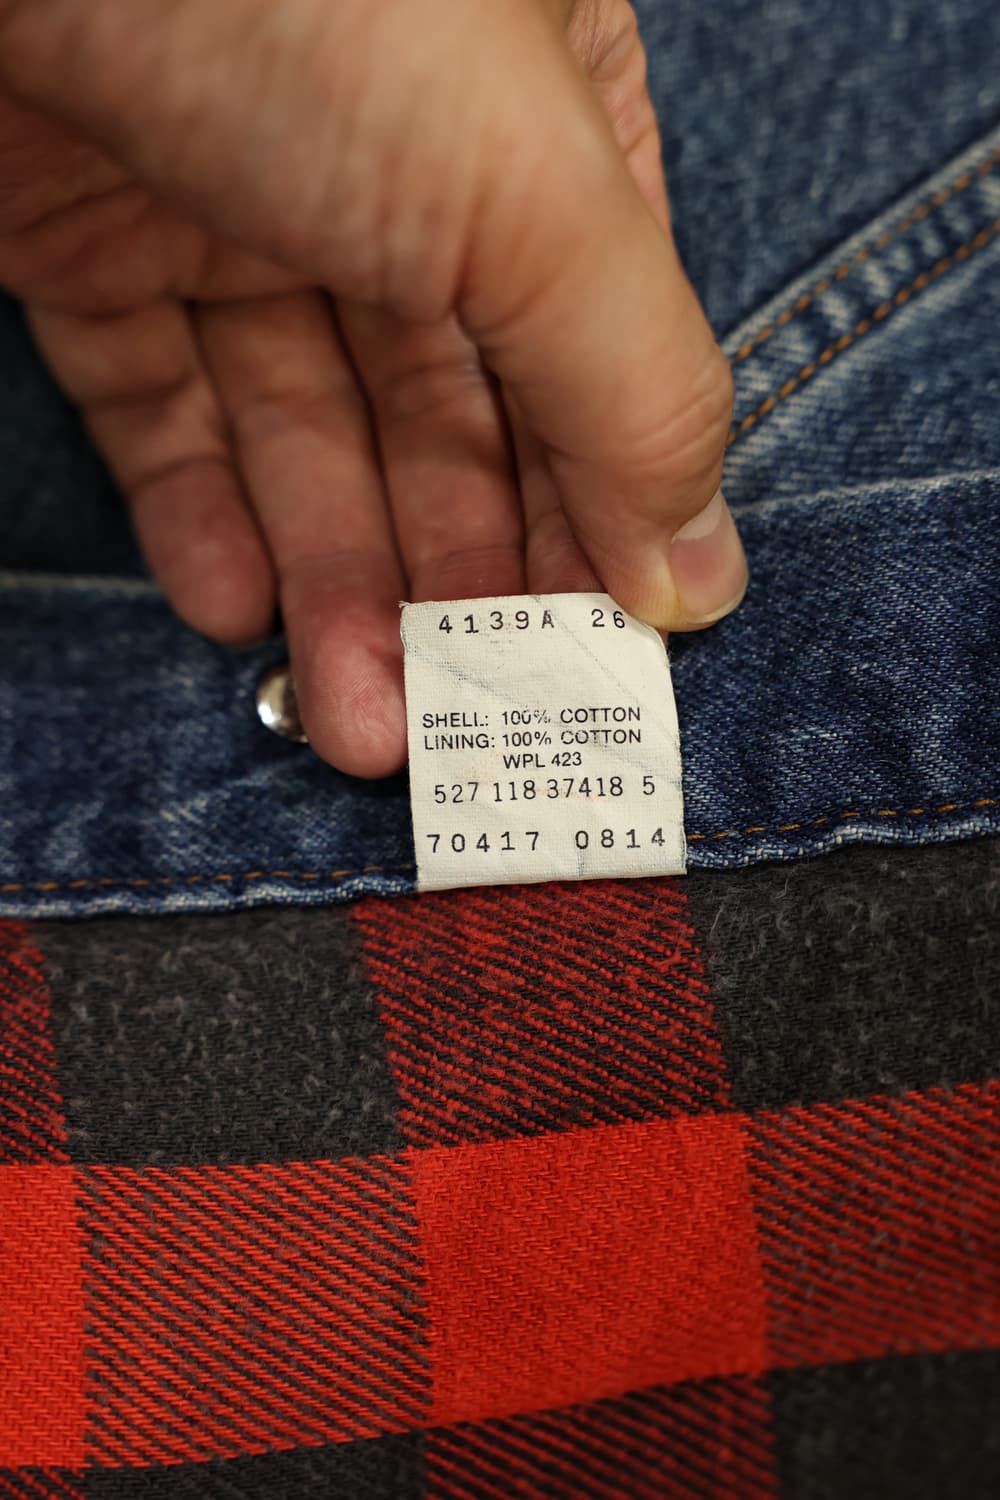 4139A 26
SHELL: 100% COTTON
LINING: 100% COTTON
WPL 423
527 118 37418 5
70417 0814